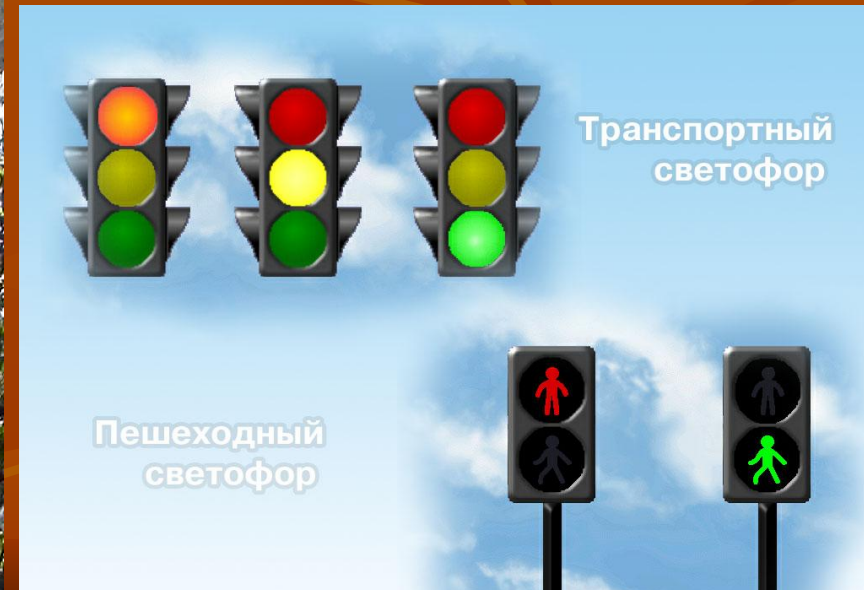 Транспортный
светофор
Пешеходный
светофор